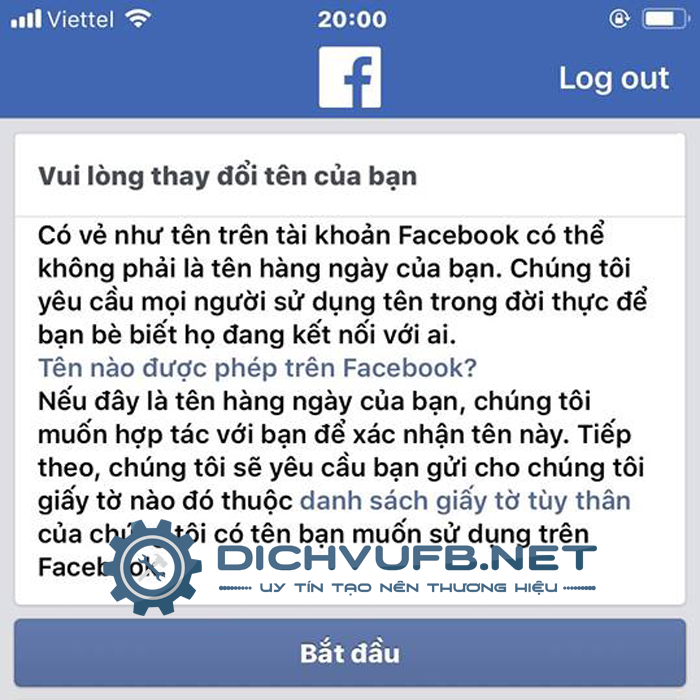 Viettel 20:00
f Log out
Vui lòng thay đổi tên của bạn
Có vẻ như tên trên tài khoản Facebook có thể
không phải là tên hàng ngày của bạn. Chúng tôi
yêu cầu mọi người sử dụng tên trong đời thực để
bạn bè biết họ đang kết nối với ai.
Tên nào được phép trên Facebook?
Nếu đây là tên hàng ngày của bạn, chúng tôi
muốn hợp tác với bạn để xác nhận tên này. Tiếp
theo, chúng tôi sẽ yêu cầu bạn gửi cho chúng tôi
giấy tờ nào đó thuộc danh sách giấy tờ tùy thân
của chúng tôi có tên bạn muốn sử dụng trên
Facebook.
DICHVUFB.NET
UY TÍN TẠO NÊN THƯƠNG HIỆU
Bắt đầu